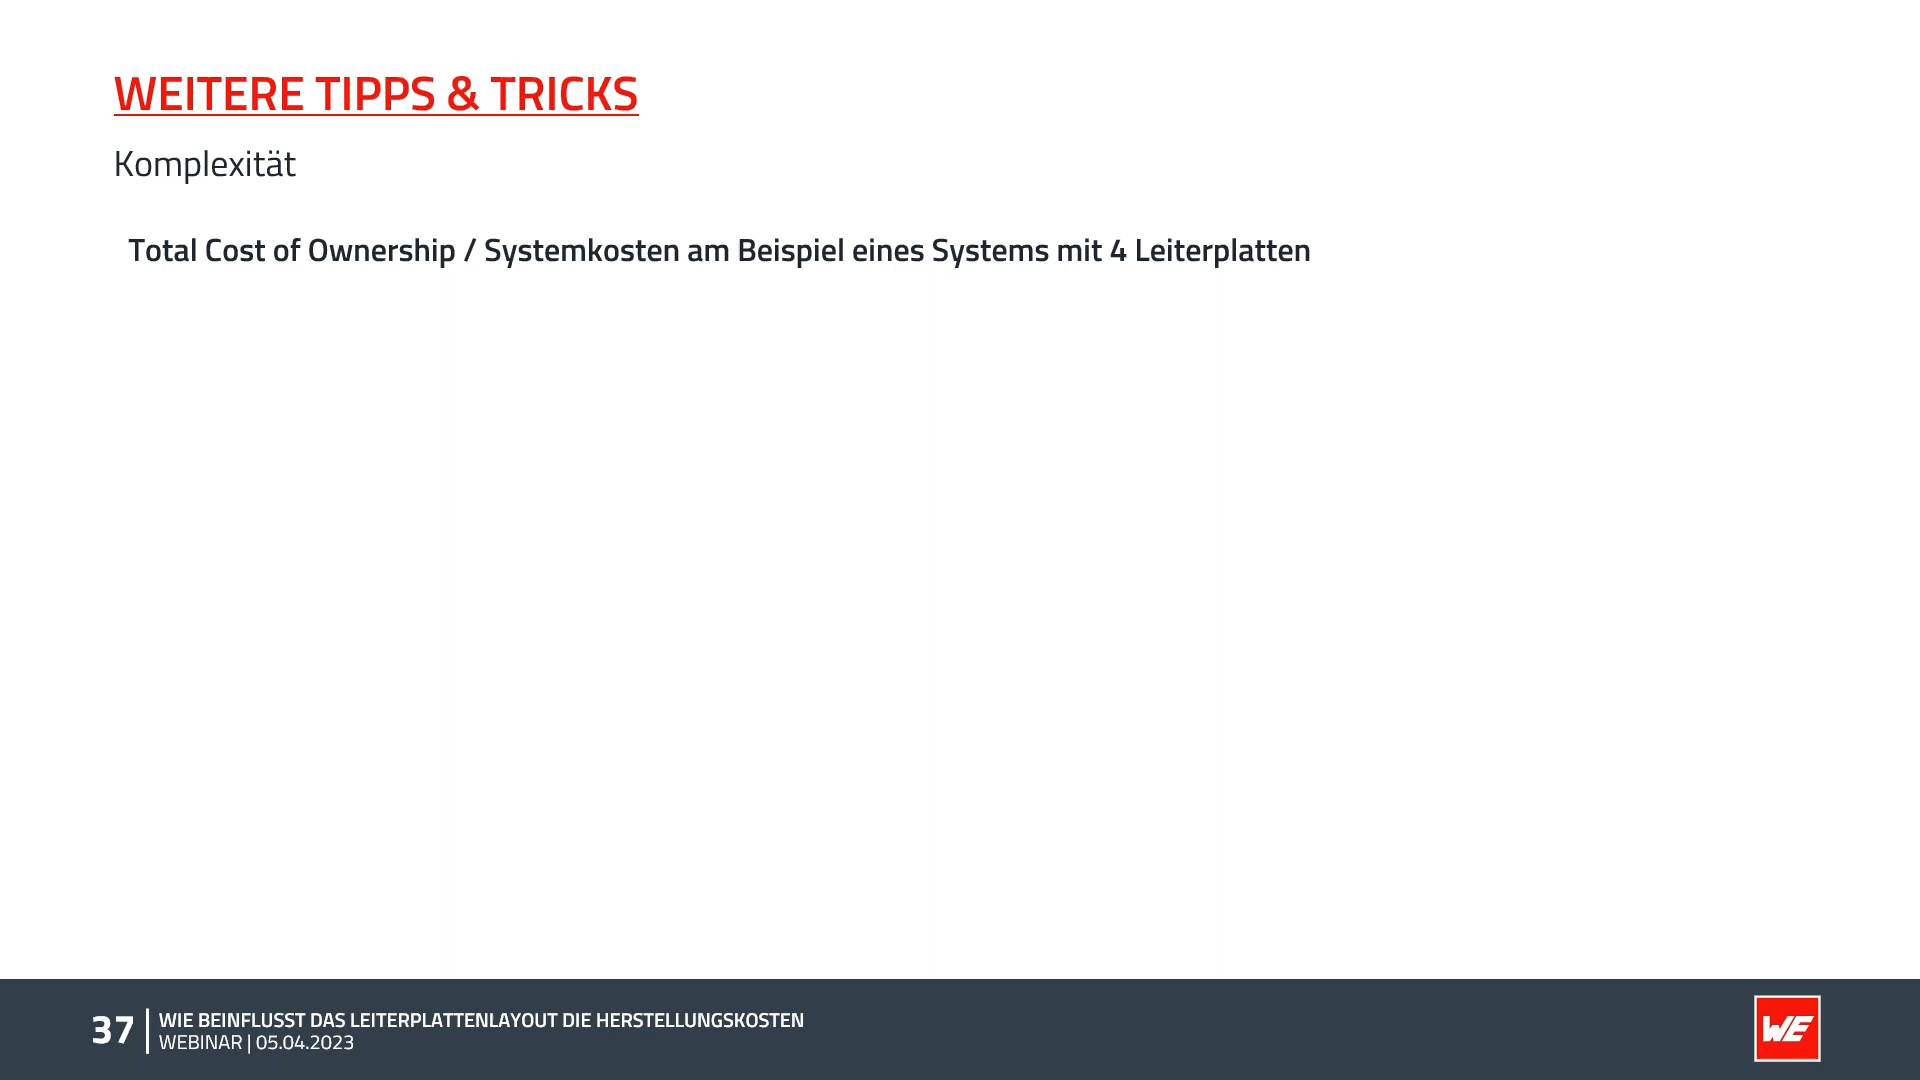 WEITERE TIPPS & TRICKS
Komplexität
Total Cost of Ownership / Systemkosten am Beispiel eines Systems mit 4 Leiterplatten
37
WIE BEINFLUSST DAS LEITERPLATTENLAYOUT DIE HERSTELLUNGSKOSTEN
WEBINAR | 05.04.2023
WE